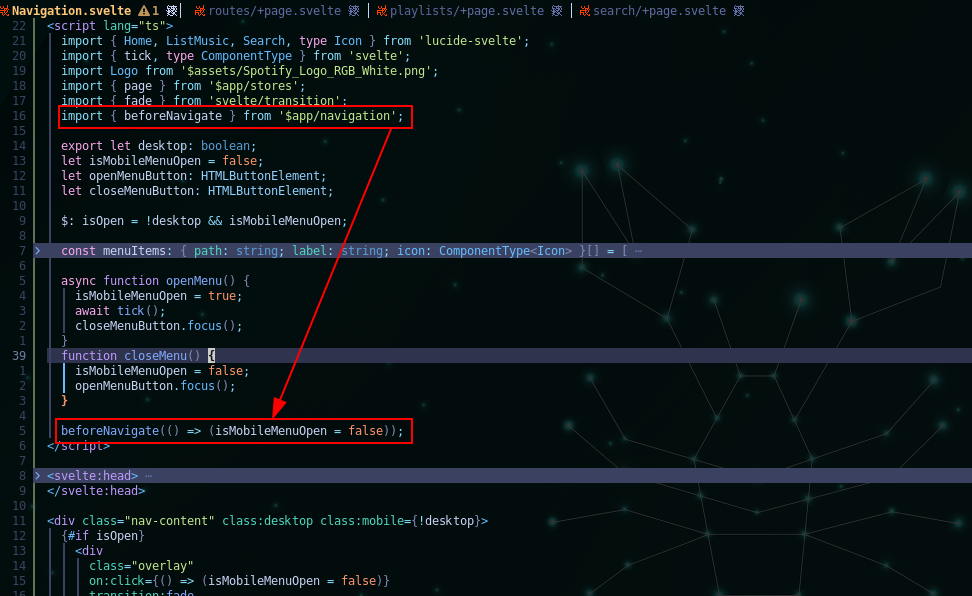 Navigation.svelte 1 routes/+page.svelte playlists/+page.svelte search/+page.svelte
22 <script lang="ts">
21 import { Home, ListMusic, Search, type Icon } from 'lucide-svelte';
20 import { tick, type ComponentType } from 'svelte';
19 import Logo from '$assets/Spotify_Logo_RGB_White.png';
18 import { page } from '$app/stores';
17 import { fade } from 'svelte/transition';
16 import { beforeNavigate } from '$app/navigation';
15
14 export let desktop: boolean;
13 let isMobileMenuOpen = false;
12 let openMenuButton: HTMLButtonElement;
11 let closeMenuButton: HTMLButtonElement;
10
9 $: isOpen = !desktop && isMobileMenuOpen;
8
7 const menuItems: { path: string; label: string; icon: ComponentType<Icon> }[] = [ …
6
5 async function openMenu() {
4 isMobileMenuOpen = true;
3 await tick();
2 closeMenuButton.focus();
1 }
39 function closeMenu() {
1 isMobileMenuOpen = false;
2 openMenuButton.focus();
3 }
4
5 beforeNavigate(() => (isMobileMenuOpen = false));
6 </script>
7
8 <svelte:head> …
9 </svelte:head>
10
11 <div class="nav-content" class:desktop class:mobile={!desktop}>
12 {#if isOpen}
13 <div
14 class="overlay"
15 on:click={() => (isMobileMenuOpen = false)}
16 transition:fade